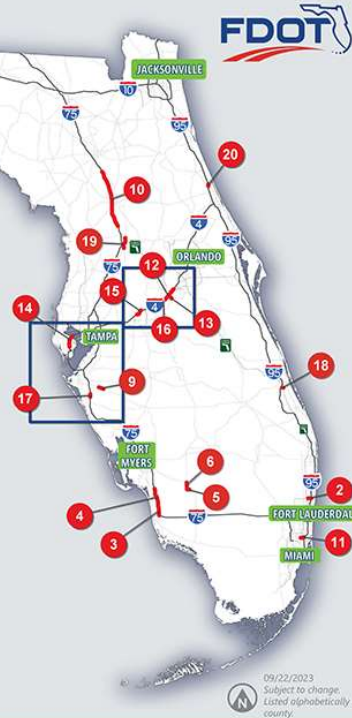 FDOT
JACKSONVILLE
10
75
95
20
10
19
4
95
75
12
ORLANDO
15
4
14
16
13
TAMPA
9
18
17
95
75
FORT
MYERS
6
95
2
5
4
FORT LAUDERDAL
75
3
11
MIAMI
09/22/2023
Subject to change.
Listed alphabetically
county.
N